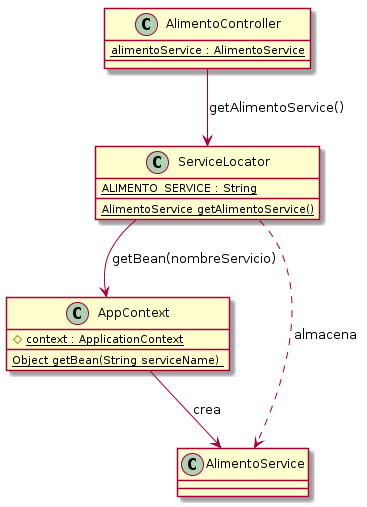 C AlimentoController
alimentoService : AlimentoService
getAlimentoService()
C ServiceLocator
ALIMENTO_SERVICE : String
AlimentoService getAlimentoService()
getBean(nombreServicio)
C AppContext
context : ApplicationContext
Object getBean(String serviceName)
almacena
crea
C AlimentoService